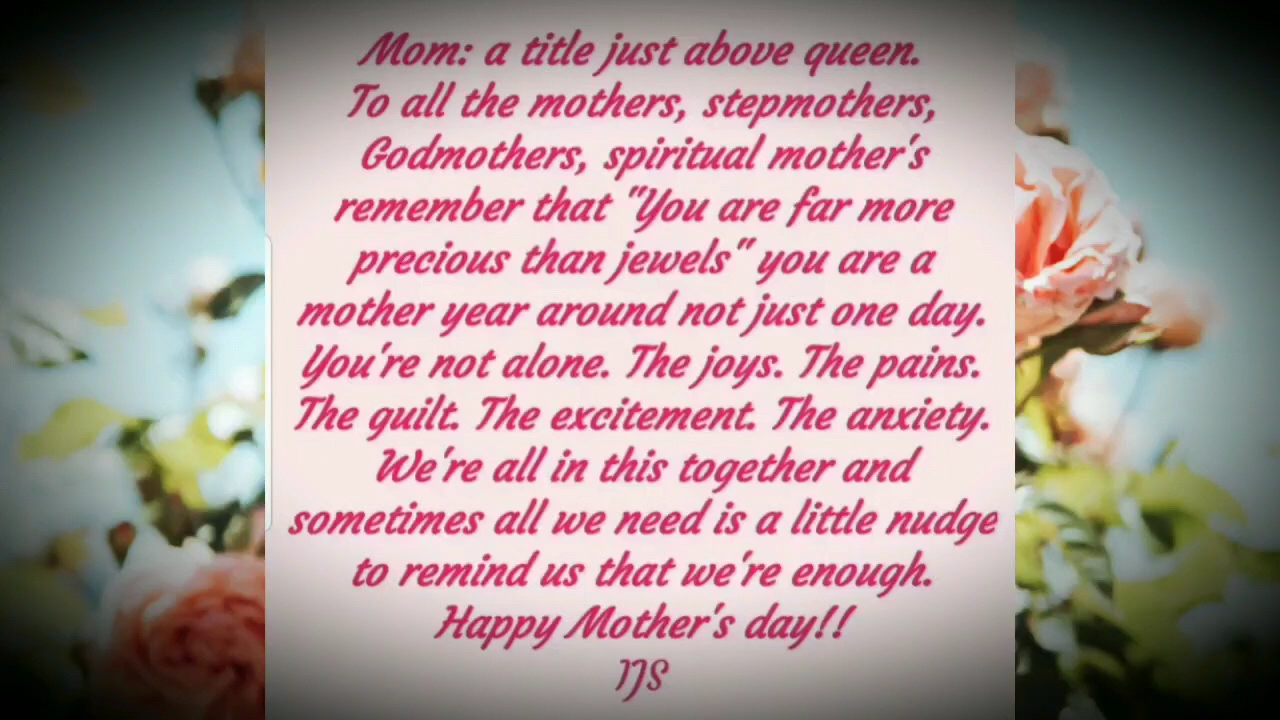 Mom: a title just above queen.
To all the mothers, stepmothers,
Godmothers, spiritual mother's
remember that "You are far more
precious than jewels" you are a
mother year around not just one day.
You're not alone. The joys. The pains.
The guilt. The excitement. The anxiety.
We're all in this together and
sometimes all we need is a little nudge
to remind us that we're enough.
Happy Mother's day!!
IJS